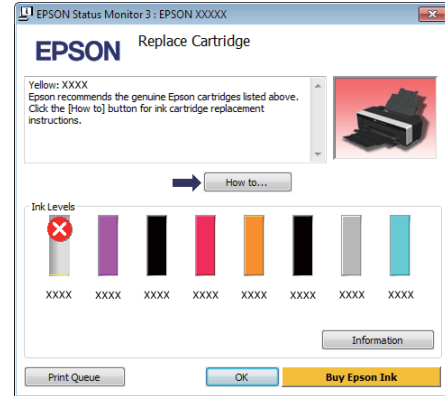 EPSON Status Monitor 3 : EPSON XXXXX
EPSON
Replace Cartridge
Yellow: XXXX
Epson recommends the genuine Epson cartridges listed above.
Click the [How to] button for ink cartridge replacement
instructions.
How to...
Ink Levels
XXXX XXXX XXXX XXXX XXXX XXXX XXXX XXXX
Information
Print Queue OK Buy Epson Ink